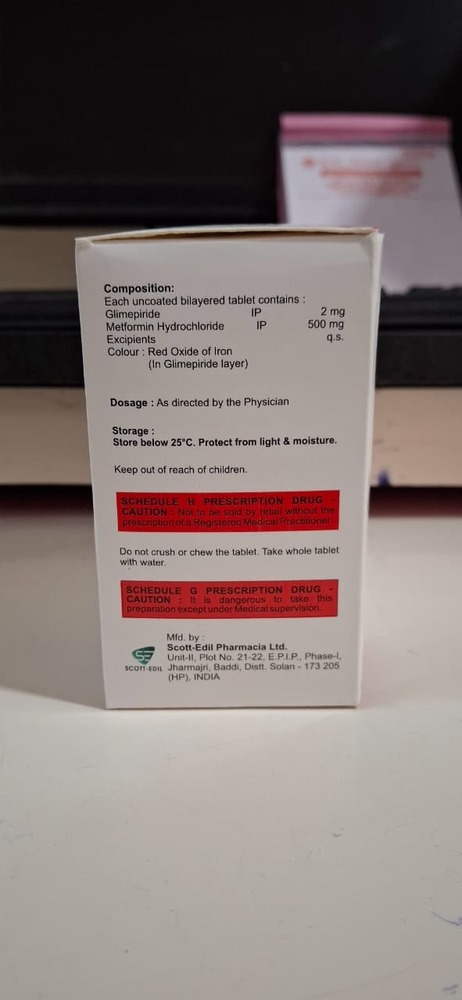 Composition:
Each uncoated bilayered tablet contains :
Glimepiride IP 2 mg
Metformin Hydrochloride IP 500 mg
Excipients q.s.
Colour : Red Oxide of Iron
(In Glimepiride layer)
Dosage : As directed by the Physician
Storage :
Store below 25°C. Protect from light & moisture.
Keep out of reach of children.
SCHEDULE H PRESCRIPTION DRUG -
CAUTION : Not to be sold by retail without the
prescription of a Registered Medical Practitioner.
Do not crush or chew the tablet. Take whole tablet
with water.
SCHEDULE G PRESCRIPTION DRUG -
CAUTION : It is dangerous to take this
preparation except under Medical supervision.
Mfd. by :
Scott-Edil Pharmacia Ltd.
Unit-II, Plot No. 21-22, E.P.I.P., Phase-I,
Jharmajri, Baddi, Distt. Solan - 173 205
(HP), INDIA
SCOTT-EDIL